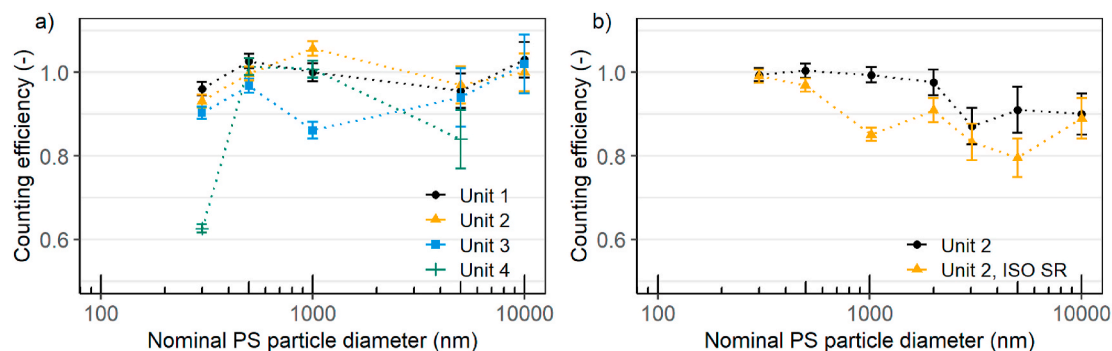 a)
Counting efficiency (-)
1.0
0.8
0.6
Unit 1
Unit 2
Unit 3
Unit 4
100
1000
10000
Nominal PS particle diameter (nm)
b)
Counting efficiency (-)
1.0
0.8
0.6
Unit 2
Unit 2, ISO SR
100
1000
10000
Nominal PS particle diameter (nm)